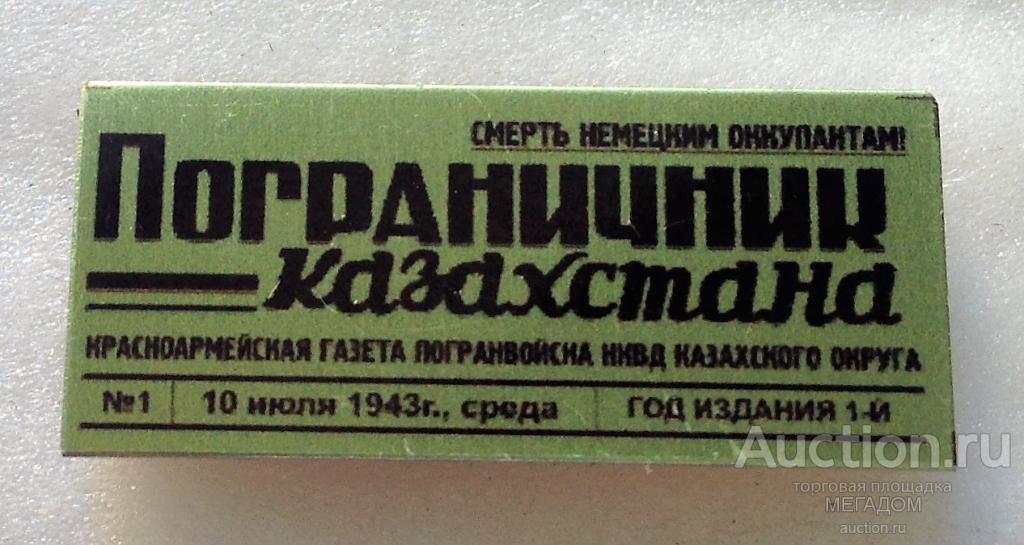 СМЕРТЬ НЕМЕЦКИМ ОККУПАНТАМ!
ПОГРАНИЧНИК
Казахстана
КРАСНОАРМЕЙСКАЯ ГАЗЕТА ПОГРАНВОЙСКА НКВД КАЗАХСКОГО ОКРУГА
№1 10 июля 1943г., среда ГОД ИЗДАНИЯ 1-Й
Auction.ru
торговая площадка
МЕГАДОМ
auction.ru